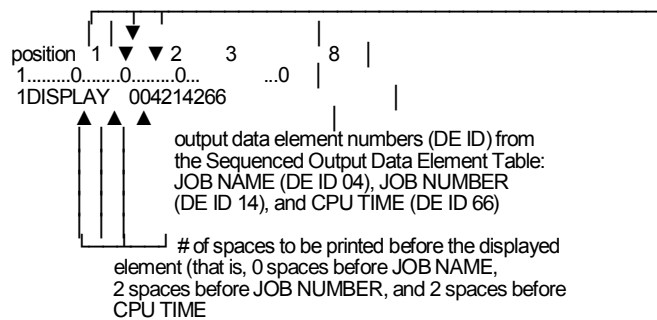 position 1 2 3 8
1.........0........0.........0... ...0
1DISPLAY 004214266
output data element numbers (DE ID) from
the Sequenced Output Data Element Table:
JOB NAME (DE ID 04), JOB NUMBER
(DE ID 14), and CPU TIME (DE ID 66)
# of spaces to be printed before the displayed
element (that is, 0 spaces before JOB NAME,
2 spaces before JOB NUMBER, and 2 spaces before
CPU TIME